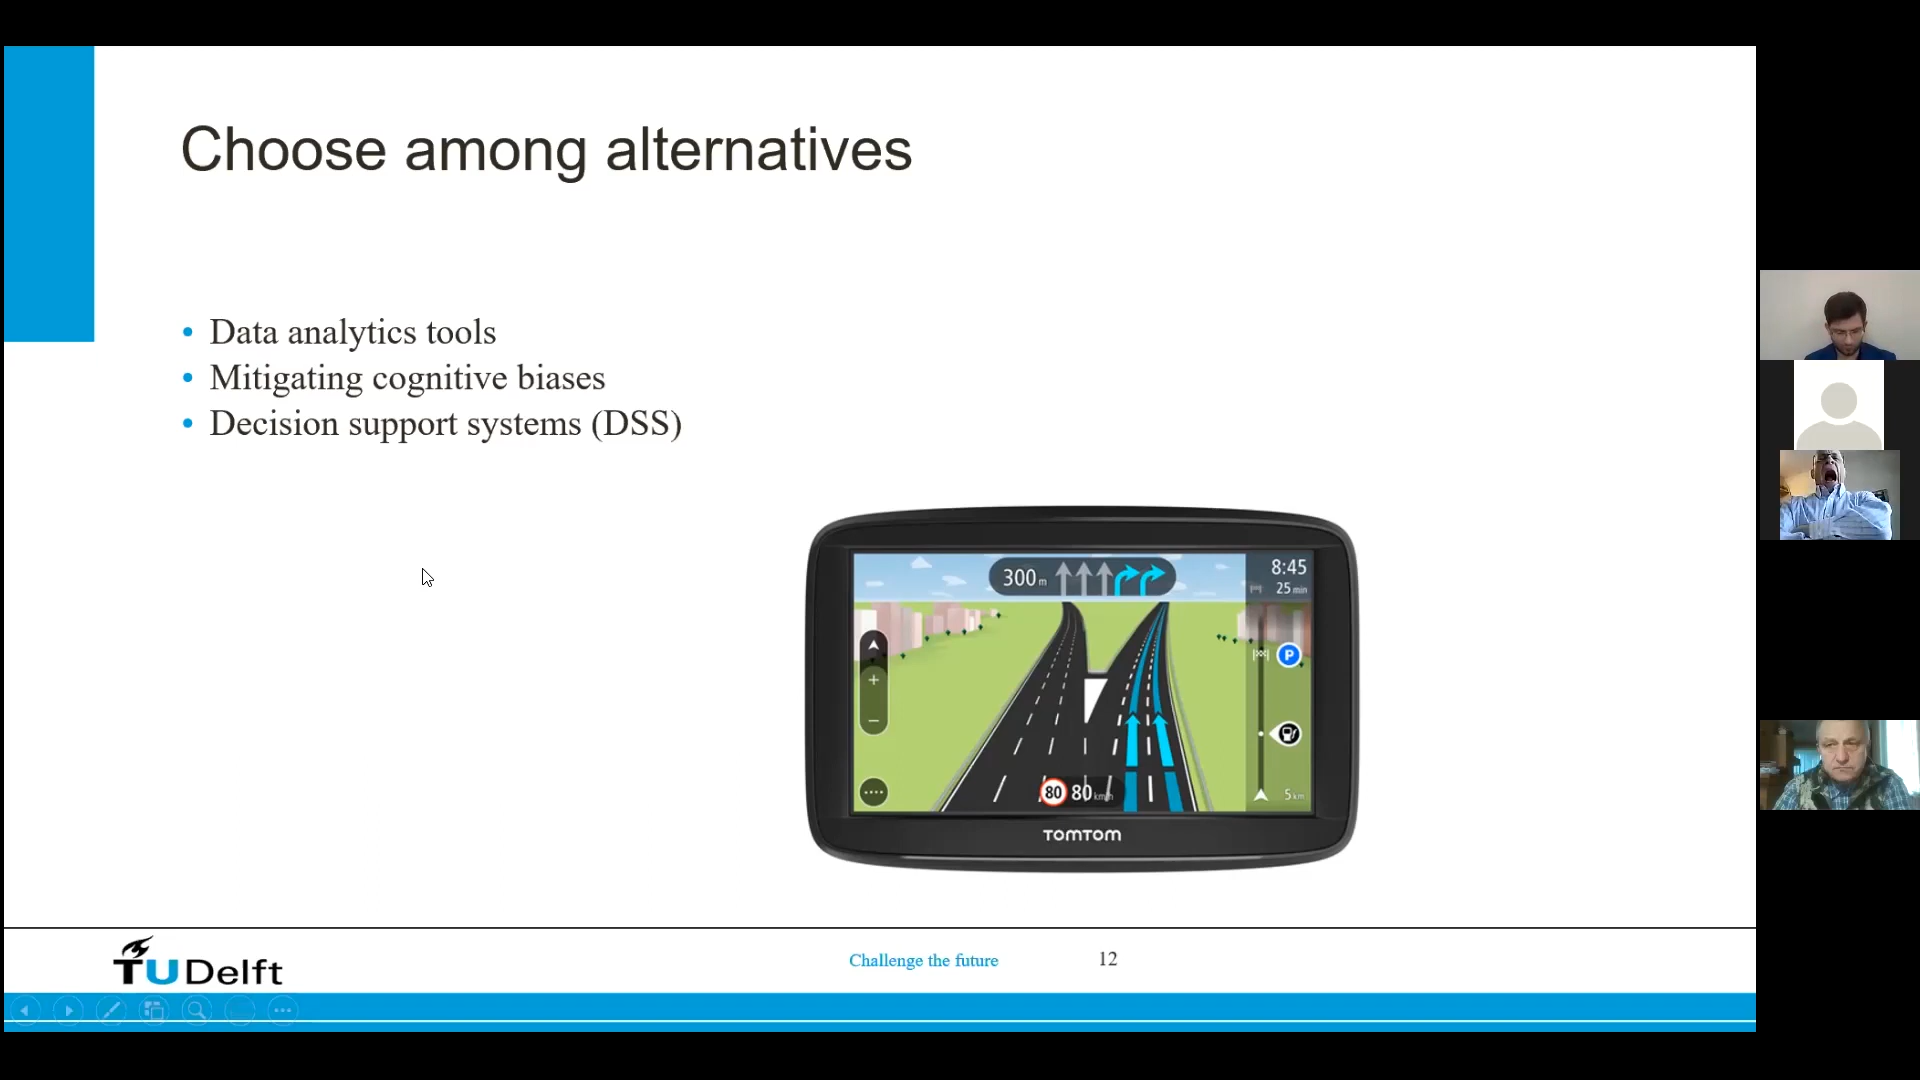 Choose among alternatives
• Data analytics tools
• Mitigating cognitive biases
• Decision support systems (DSS)
300 m
8:45
25 min
P
80 80 km/h
5 km
TOMTOM
TU Delft
Challenge the future
12